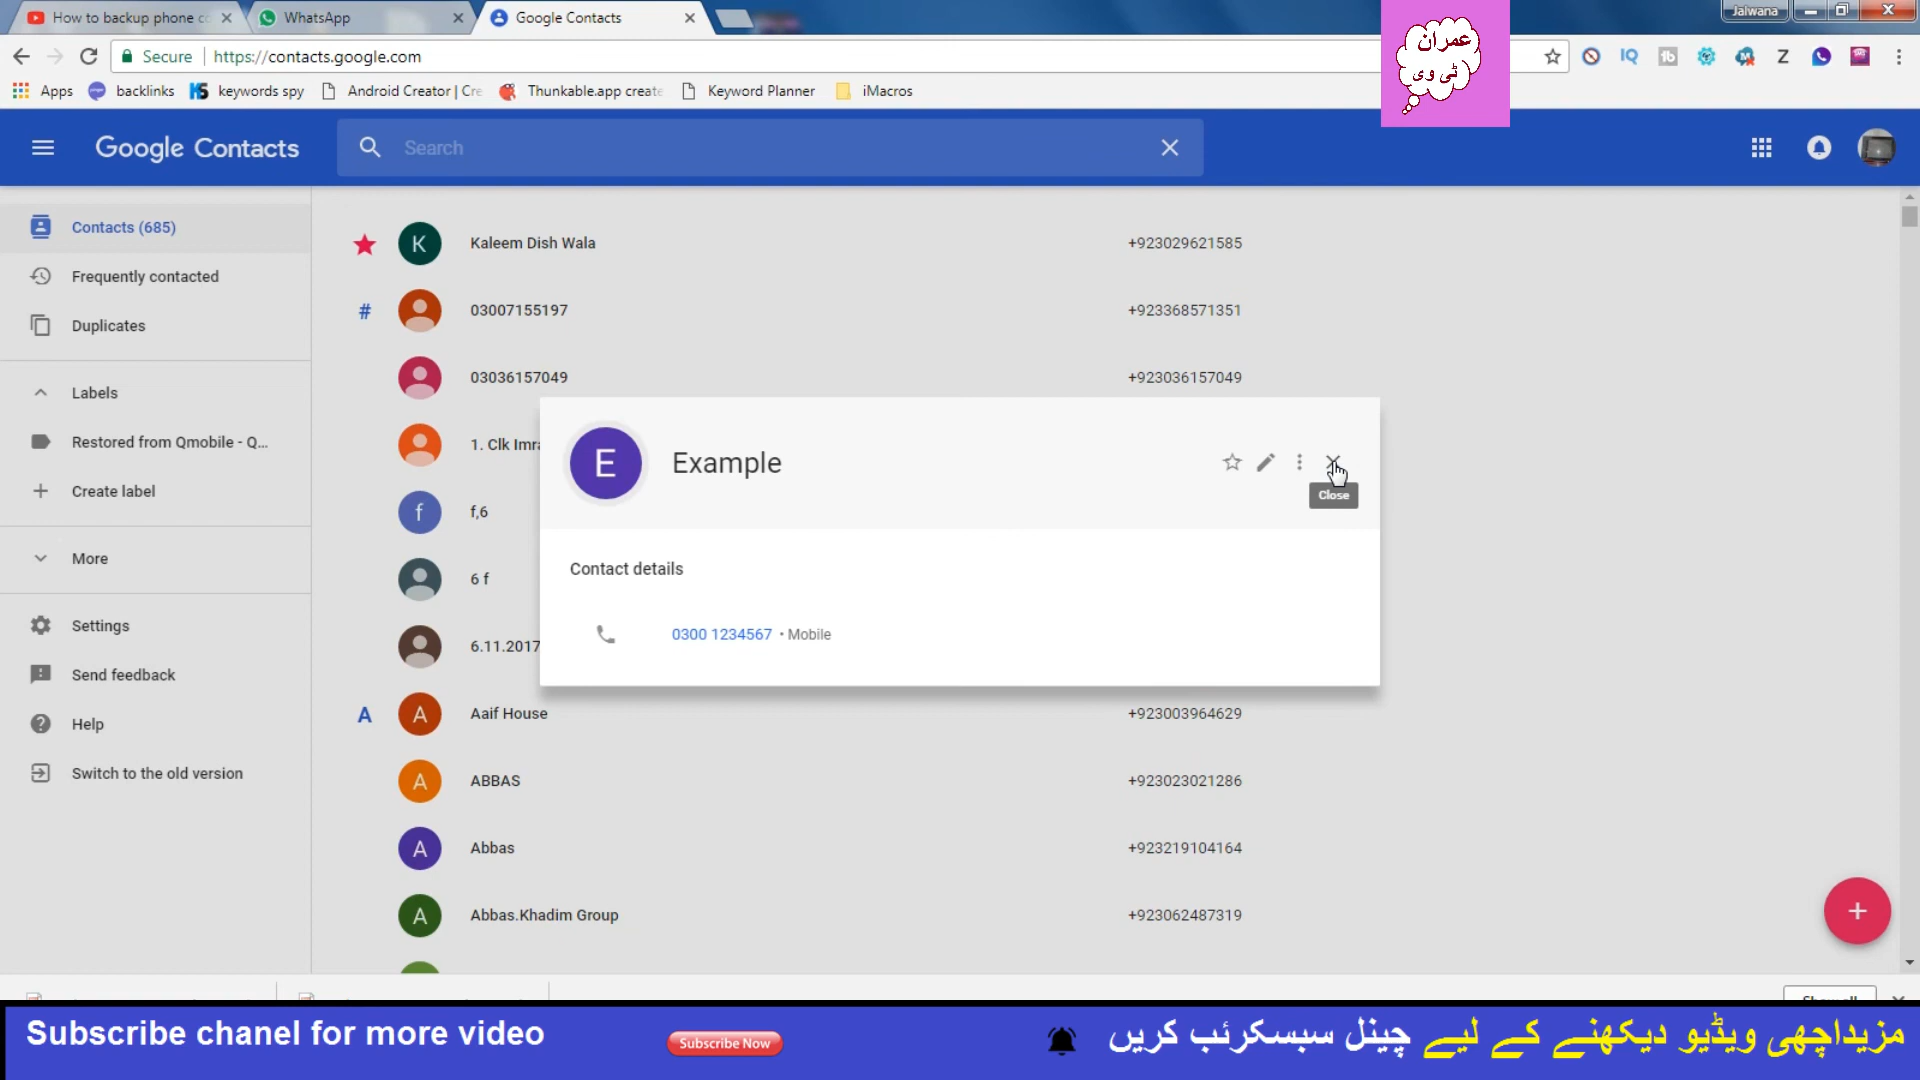 How to backup phone c
WhatsApp
Google Contacts
Jalwana
Secure
https://contacts.google.com
IQ
Z
Apps
backlinks
keywords spy
Android Creator | Cre
Thunkable.app create
Keyword Planner
iMacros
عمران
ٹی وی
Google Contacts
Search
Contacts (685)
Frequently contacted
Duplicates
Labels
Restored from Qmobile - Q...
Create label
More
Settings
Send feedback
Help
Switch to the old version
K
Kaleem Dish Wala
+923029621585
#
03007155197
+923368571351
03036157049
+923036157049
1. Clk Imra
f
f,6
6 f
6.11.2017
E
Example
Close
Contact details
0300 1234567 • Mobile
A
A
Aaif House
+923003964629
A
ABBAS
+923023021286
A
Abbas
+923219104164
A
Abbas.Khadim Group
+923062487319
Subscribe chanel for more video
Subscribe Now
مزیداچھی ویڈیو دیکھنے کے لیے چینل سبسکرئب کریں